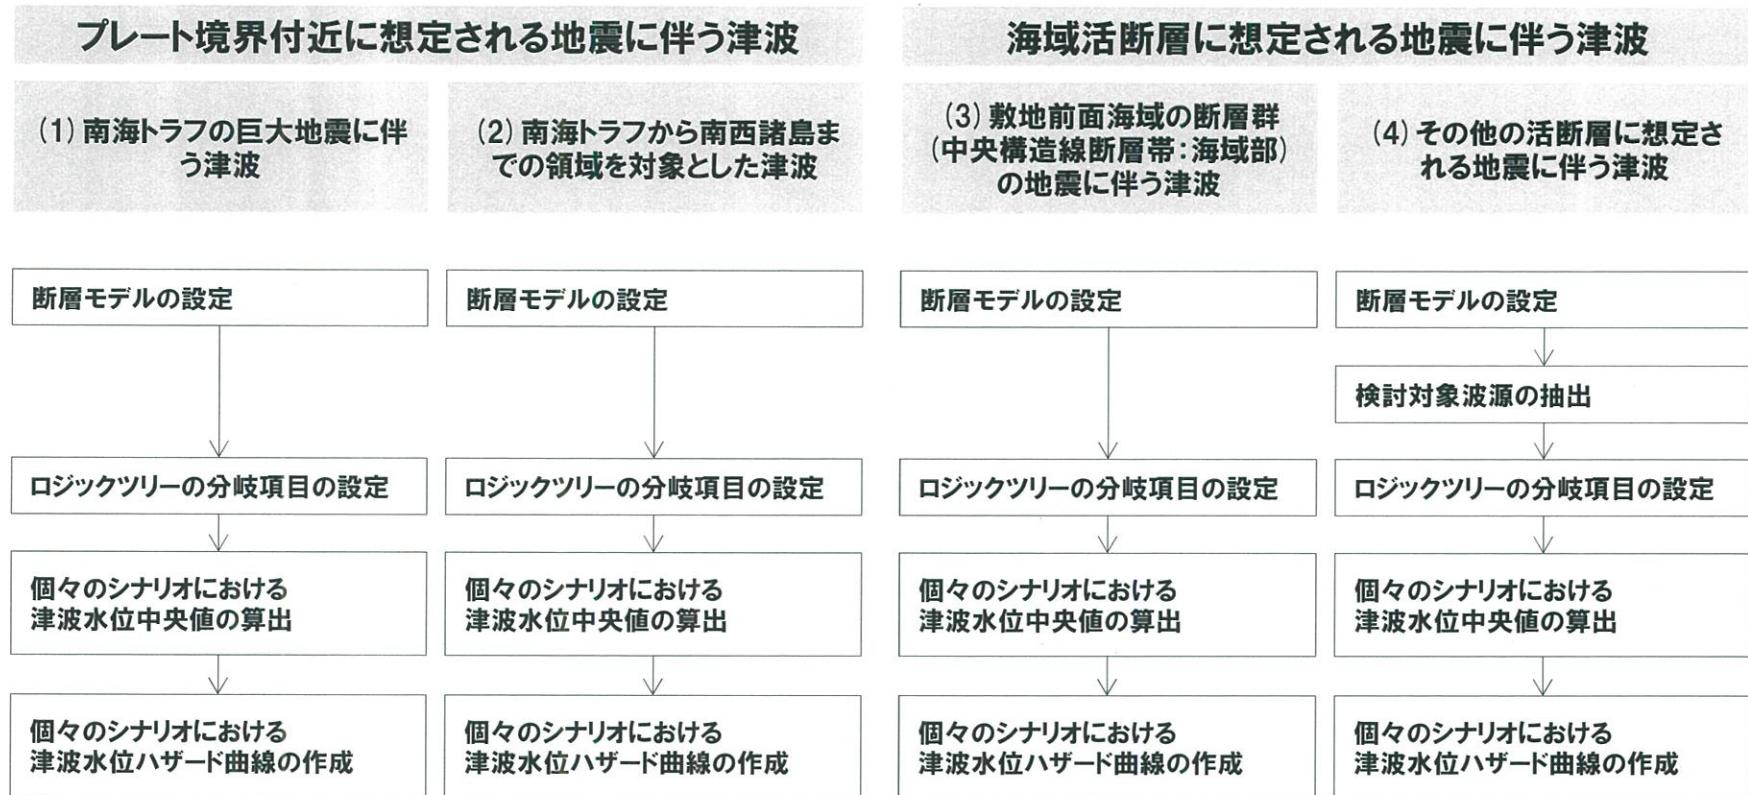 プレート境界付近に想定される地震に伴う津波
(1) 南海トラフの巨大地震に伴
う津波
(2) 南海トラフから南西諸島ま
での領域を対象とした津波
断層モデルの設定
断層モデルの設定
ロジックツリーの分岐項目の設定
ロジックツリーの分岐項目の設定
個々のシナリオにおける
津波水位中央値の算出
個々のシナリオにおける
津波水位中央値の算出
個々のシナリオにおける
津波水位ハザード曲線の作成
個々のシナリオにおける
津波水位ハザード曲線の作成
海域活断層に想定される地震に伴う津波
(3) 敷地前面海域の断層群
(中央構造線断層帯:海域部)
の地震に伴う津波
(4) その他の活断層に想定さ
れる地震に伴う津波
断層モデルの設定
断層モデルの設定
検討対象波源の抽出
ロジックツリーの分岐項目の設定
ロジックツリーの分岐項目の設定
個々のシナリオにおける
津波水位中央値の算出
個々のシナリオにおける
津波水位中央値の算出
個々のシナリオにおける
津波水位ハザード曲線の作成
個々のシナリオにおける
津波水位ハザード曲線の作成